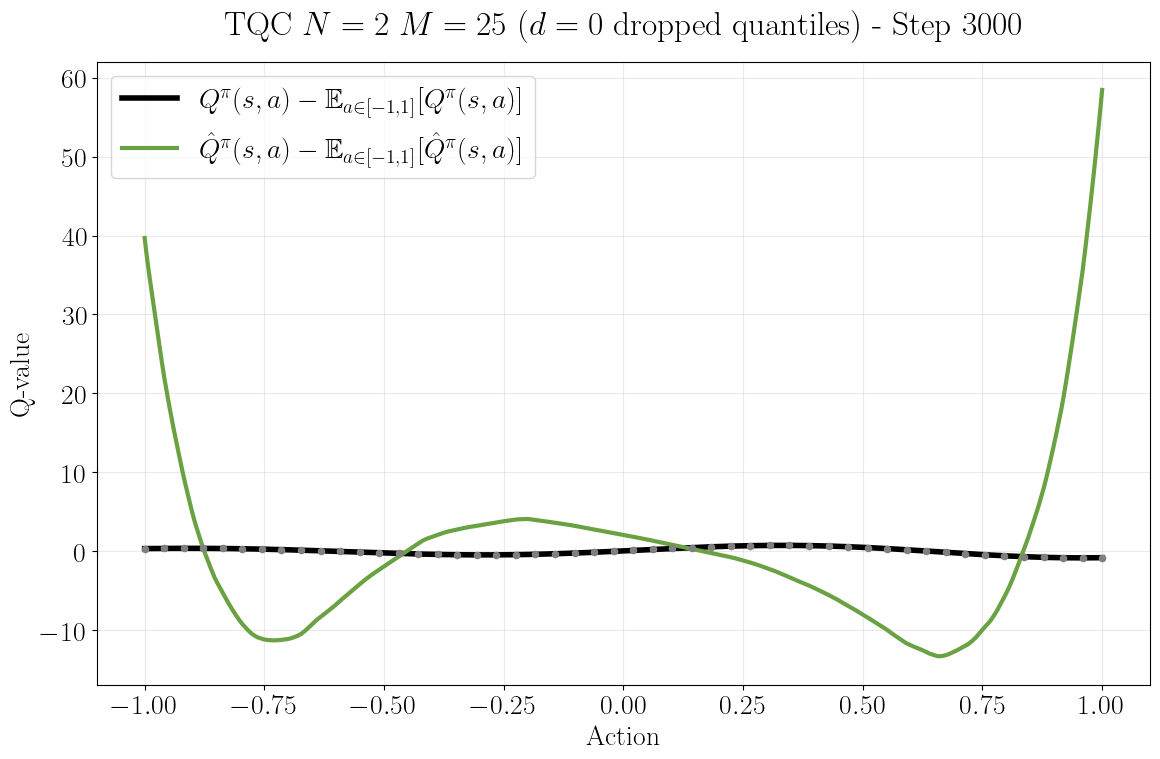 TQC N = 2 M = 25 (d = 0 dropped quantiles) - Step 3000
Q^π(s, a) − 𝔼_{a∈[−1,1]}[Q^π(s, a)]
Q̂^π(s, a) − 𝔼_{a∈[−1,1]}[Q̂^π(s, a)]
60
50
40
30
20
10
0
−10
Q-value
−1.00 −0.75 −0.50 −0.25 0.00 0.25 0.50 0.75 1.00
Action